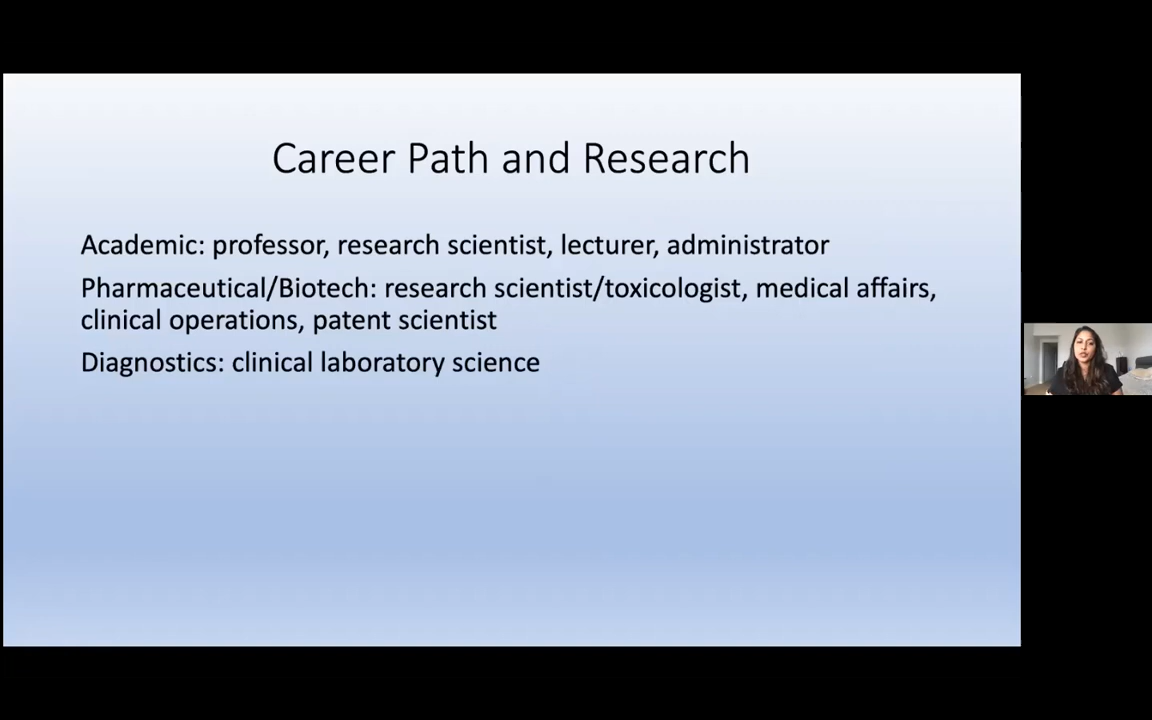 Career Path and Research
Academic: professor, research scientist, lecturer, administrator
Pharmaceutical/Biotech: research scientist/toxicologist, medical affairs,
clinical operations, patent scientist
Diagnostics: clinical laboratory science